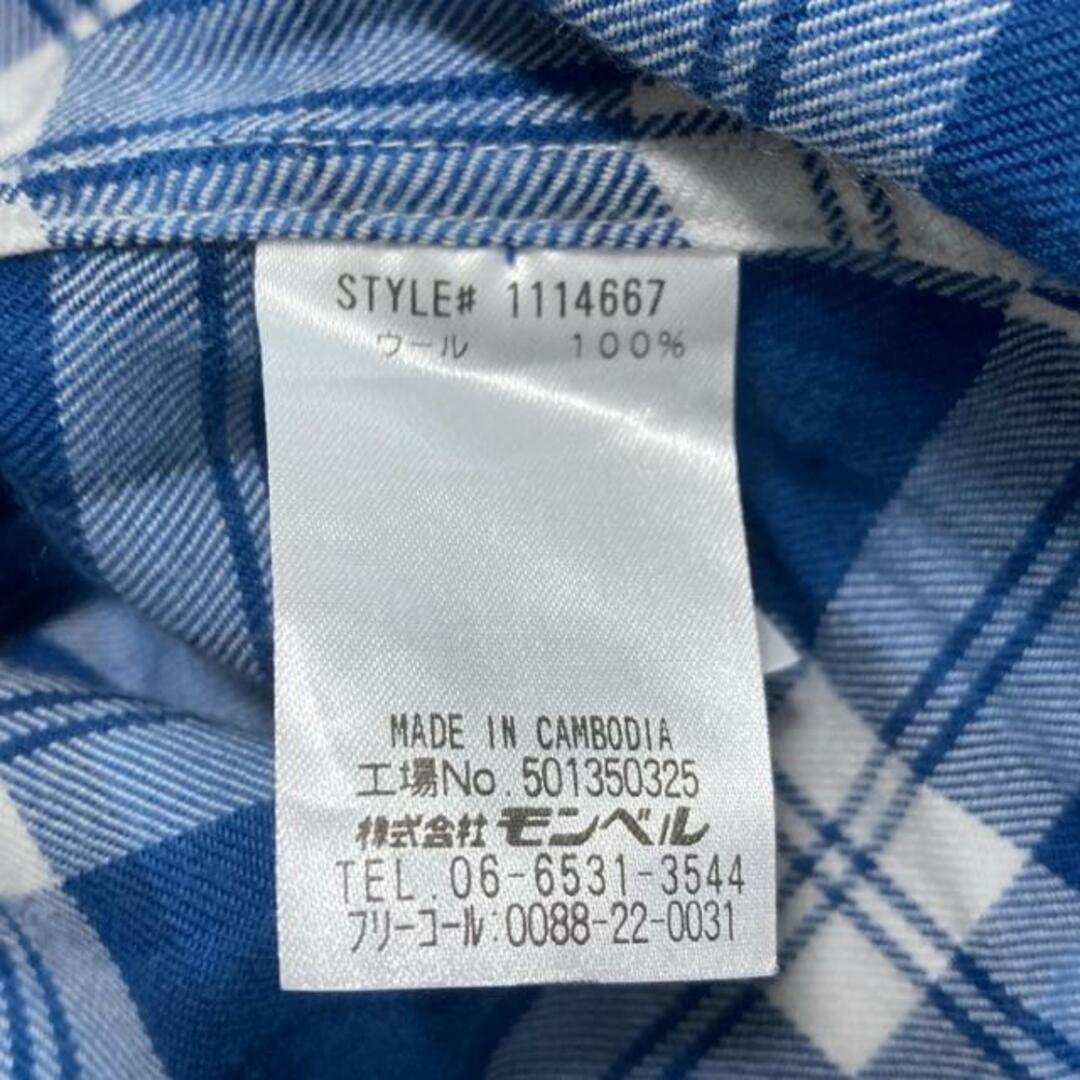 STYLE# 1114667
ウール 100%
MADE IN CAMBODIA
工場No. 501350325
株式会社 モンベル
TEL. 06-6531-3544
フリーコール:0088-22-0031